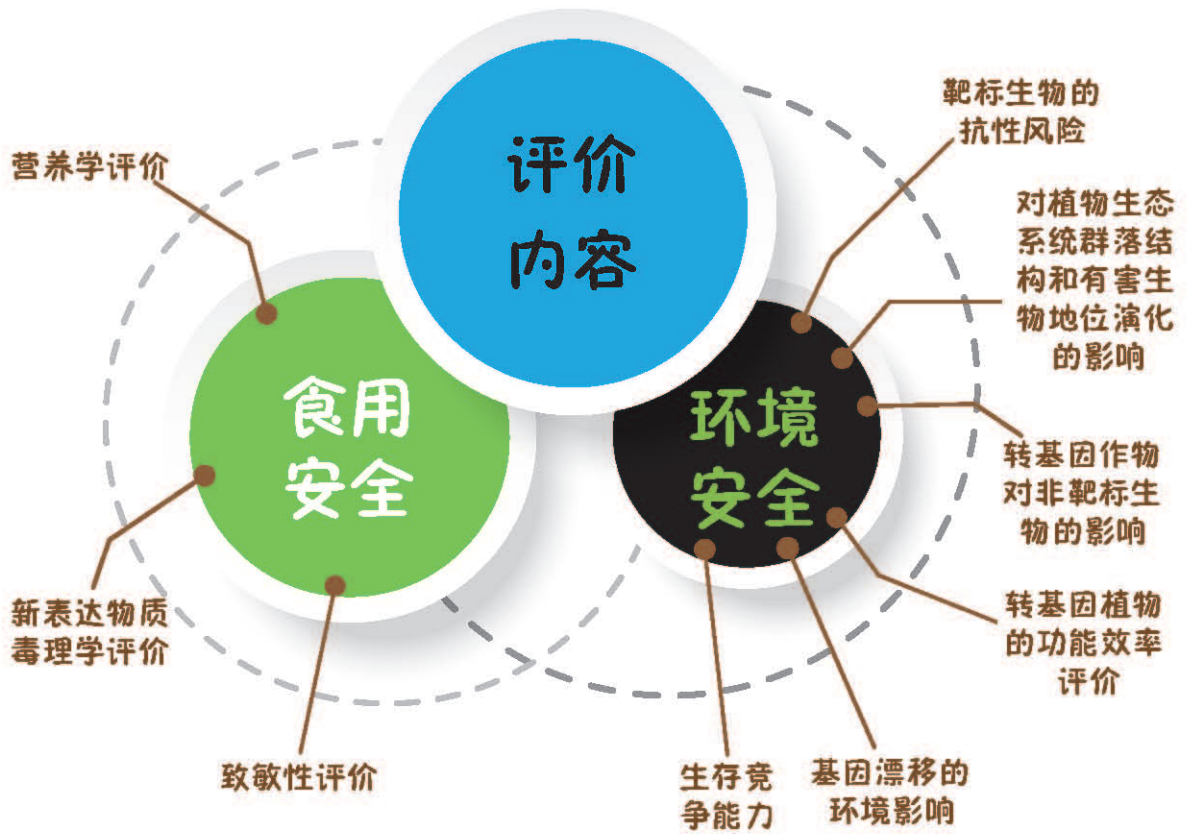 评价
内容
食用
安全
营养学评价
新表达物质
毒理学评价
致敏性评价
环境
安全
靶标生物的
抗性风险
对植物生态
系统群落结
构和有害生
物地位演化
的影响
转基因作物
对非靶标生
物的影响
转基因植物
的功能效率
评价
基因漂移的
环境影响
生存竞
争能力